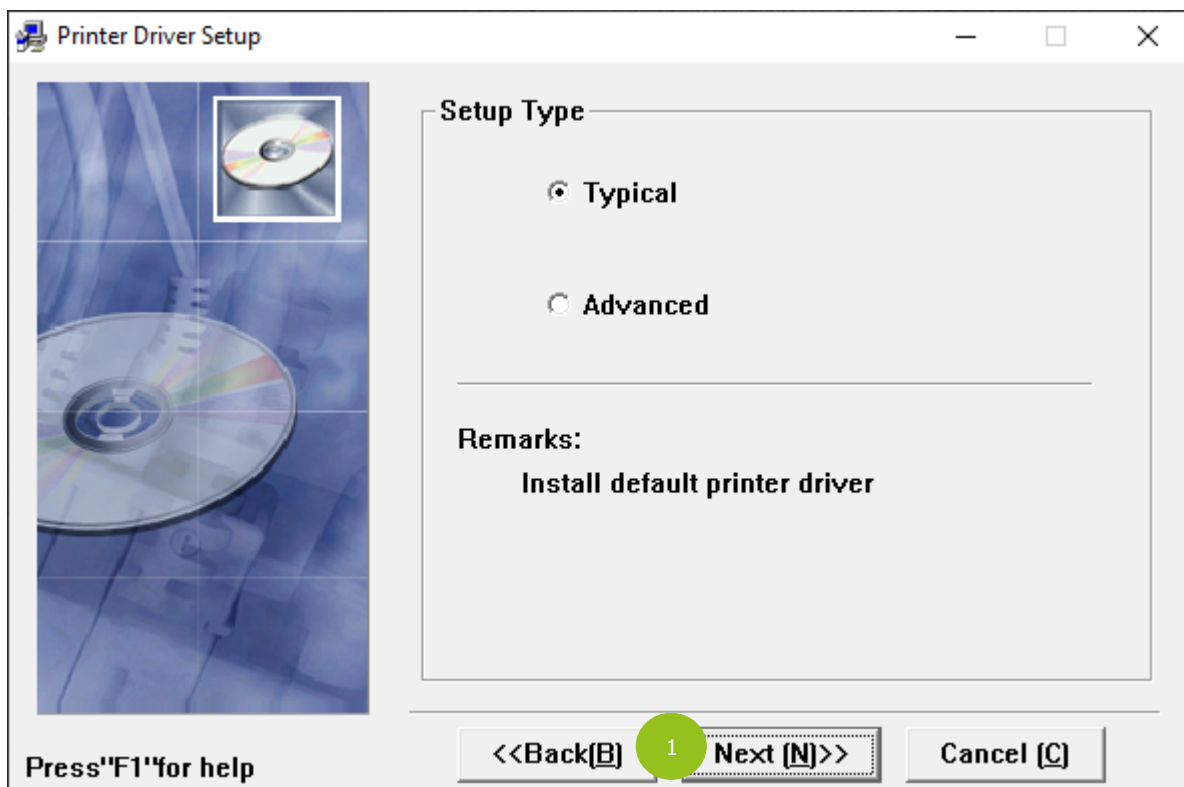 Printer Driver Setup
Setup Type
Typical
Advanced
Remarks:
Install default printer driver
<<Back(B) 1 Next (N)>> Cancel (C)
Press"F1"for help